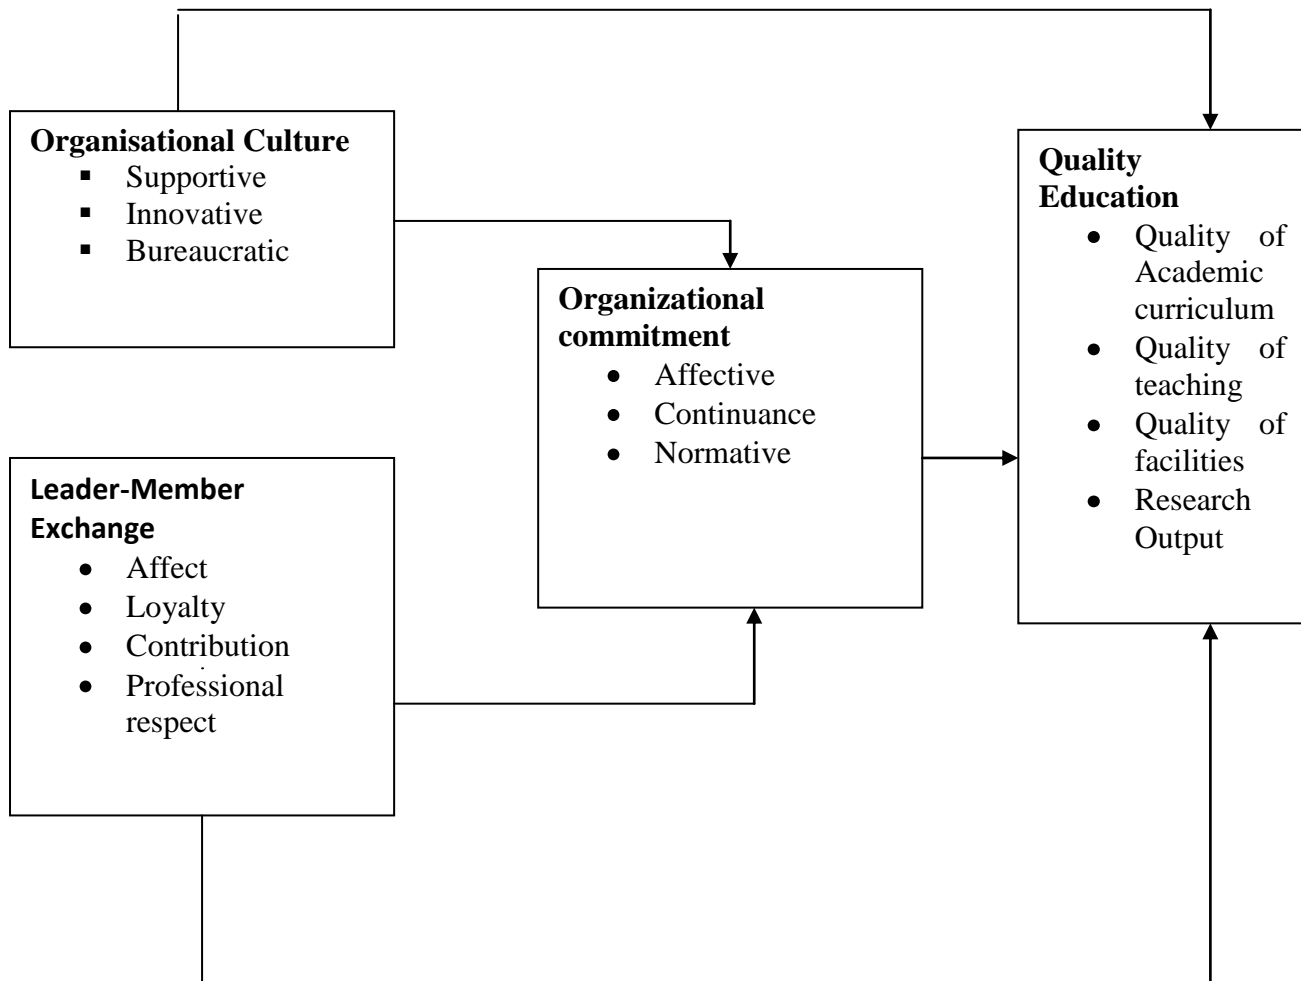 Organisational Culture
▪ Supportive
▪ Innovative
▪ Bureaucratic
Leader-Member
Exchange
● Affect
● Loyalty
● Contribution
● Professional
respect
Organizational
commitment
● Affective
● Continuance
● Normative
Quality
Education
● Quality of
Academic
curriculum
● Quality of
teaching
● Quality of
facilities
● Research
Output